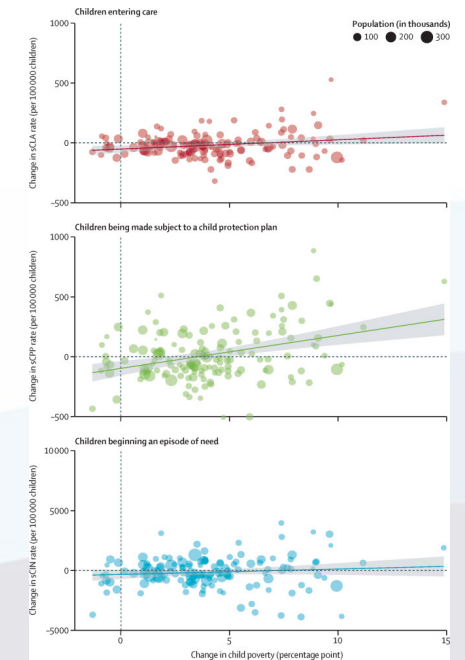 Children entering care
Population (in thousands)
100 200 300
Change in sCLA rate (per 100 000 children)
1000
500
0
−500
Children being made subject to a child protection plan
Change in sCPP rate (per 100 000 children)
1000
500
0
−500
Children beginning an episode of need
Change in sCIN rate (per 100 000 children)
10 000
5000
0
−5000
0 5 10 15
Change in child poverty (percentage point)